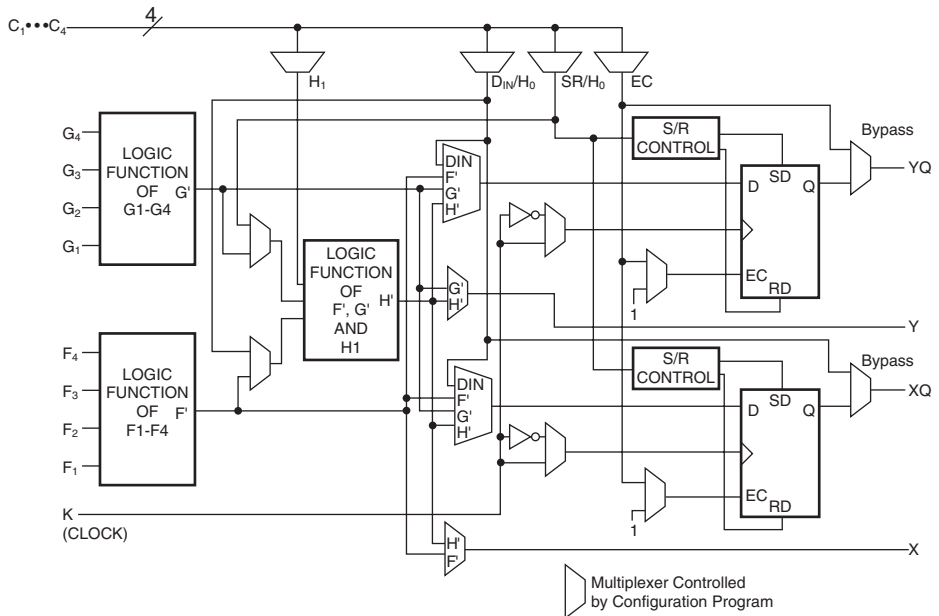 C1•••C4
4
H1
DIN/H0
SR/H0
EC
G4
G3
G2
G1
LOGIC
FUNCTION
OF
G1-G4
G'
DIN
F'
G'
H'
S/R
CONTROL
Bypass
D
SD
Q
YQ
EC
RD
1
LOGIC
FUNCTION
OF
F', G'
AND
H1
H'
G'
H'
Y
F4
F3
F2
F1
LOGIC
FUNCTION
OF
F1-F4
F'
DIN
F'
G'
H'
S/R
CONTROL
Bypass
D
SD
Q
XQ
EC
RD
1
K
(CLOCK)
H'
F'
X
Multiplexer Controlled
by Configuration Program